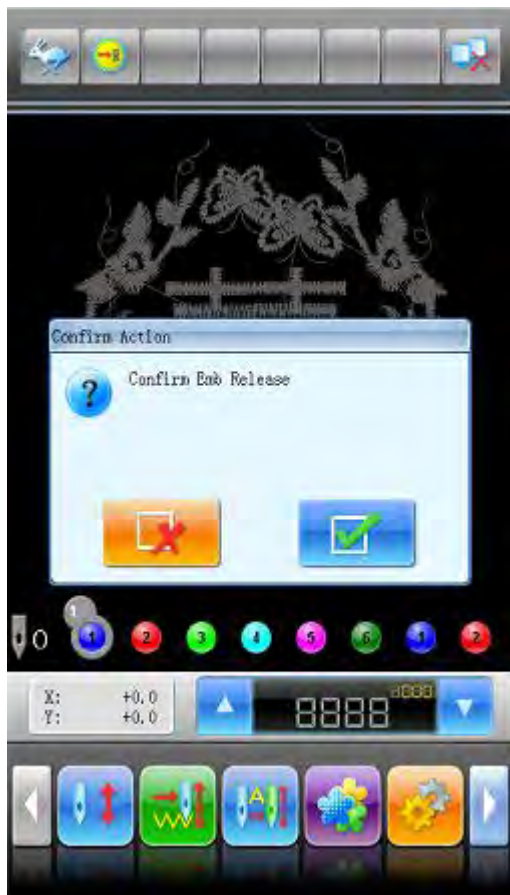 Confirm Action
?
Confirm Emb Release
0
1
1 2 3 4 5 6 1 2
X: +0.0
Y: +0.0
A